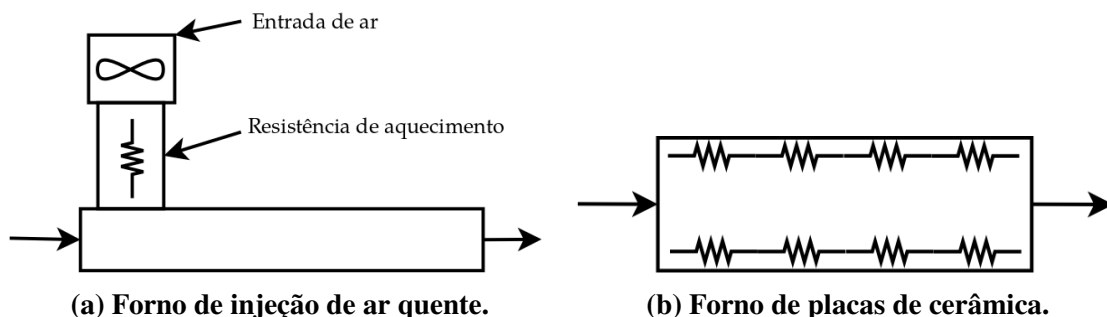 Entrada de ar
Resistência de aquecimento
(a) Forno de injeção de ar quente.
(b) Forno de placas de cerâmica.